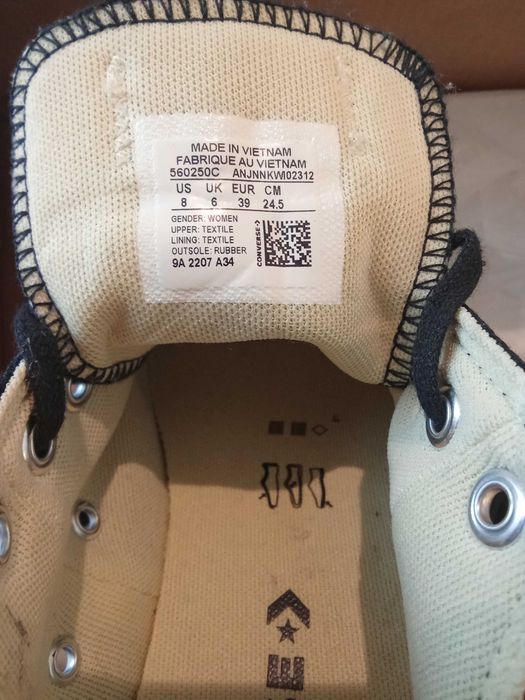 MADE IN VIETNAM
FABRIQUE AU VIETNAM
560250C ANJNNKWI02312
US UK EUR CM
8 6 39 24.5
GENDER: WOMEN
UPPER: TEXTILE
LINING: TEXTILE
OUTSOLE: RUBBER
9A 2207 A34
CONVERSE
E